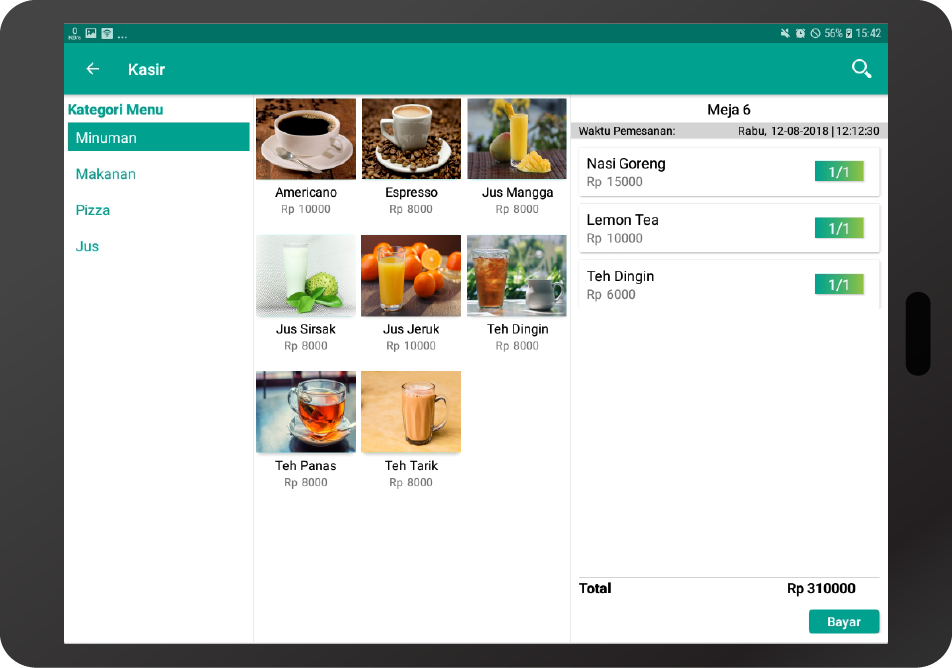 0
KB/s
...
56%
15:42
Kasir
Kategori Menu
Minuman
Makanan
Pizza
Jus
Americano
Rp 10000
Espresso
Rp 8000
Jus Mangga
Rp 8000
Jus Sirsak
Rp 8000
Jus Jeruk
Rp 10000
Teh Dingin
Rp 8000
Teh Panas
Rp 8000
Teh Tarik
Rp 8000
Meja 6
Waktu Pemesanan: Rabu, 12-08-2018 | 12:12:30
Nasi Goreng
Rp 15000
1/1
Lemon Tea
Rp 10000
1/1
Teh Dingin
Rp 6000
1/1
Total Rp 310000
Bayar